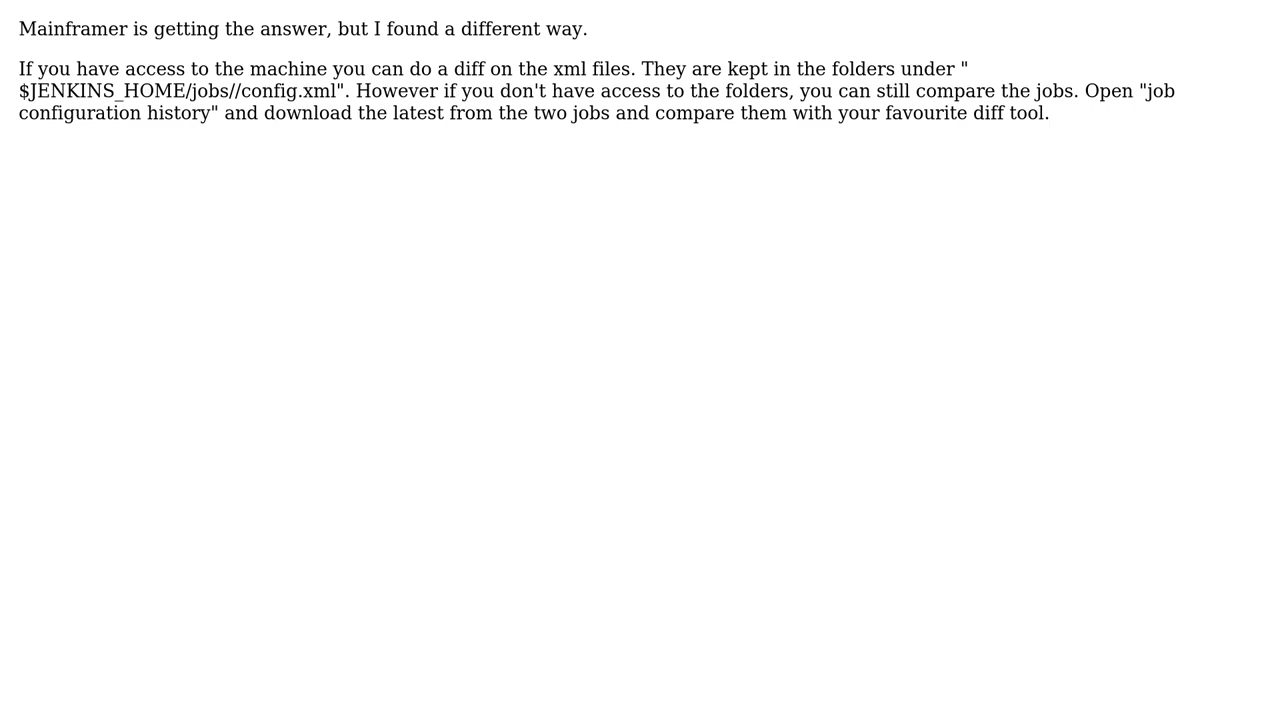 Mainframer is getting the answer, but I found a different way.
If you have access to the machine you can do a diff on the xml files. They are kept in the folders under "
$JENKINS_HOME/jobs//config.xml". However if you don't have access to the folders, you can still compare the jobs. Open "job
configuration history" and download the latest from the two jobs and compare them with your favourite diff tool.